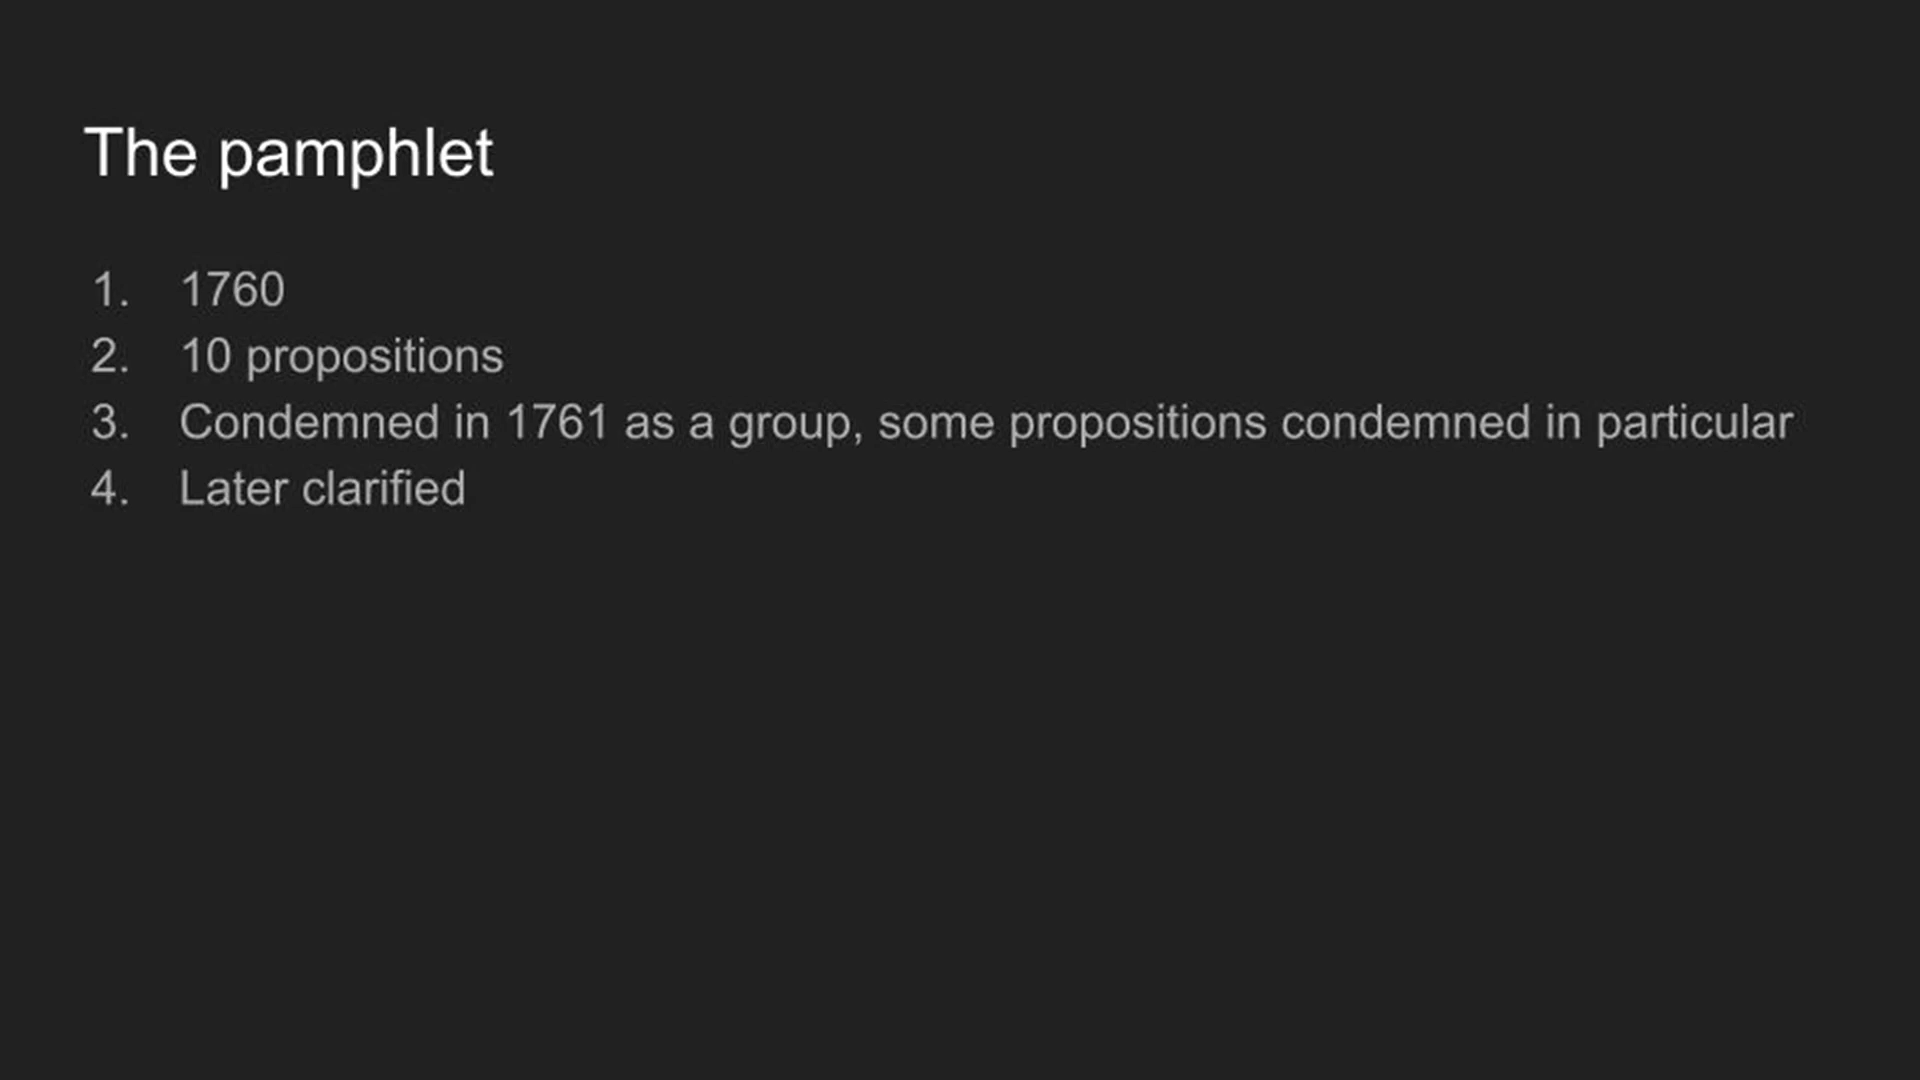 The pamphlet
1. 1760
2. 10 propositions
3. Condemned in 1761 as a group, some propositions condemned in particular
4. Later clarified